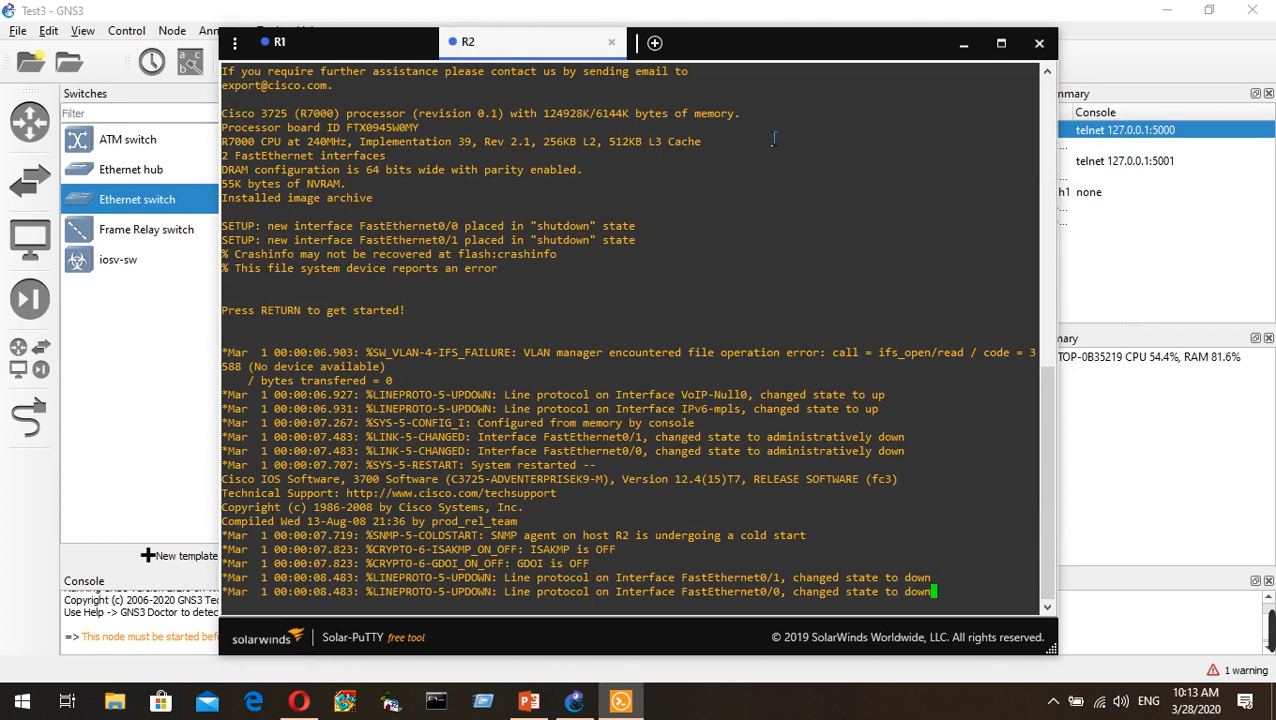 Test3 - GNS3
File Edit View Control Node
R1
R2
Switches
Filter
ATM switch
Ethernet hub
Ethernet switch
Frame Relay switch
iosv-sw
New template
Console
Copyright (c) 2006-2020 GNS3
Use Help -> GNS3 Doctor to detec
=> This node must be started befo
If you require further assistance please contact us by sending email to
export@cisco.com.
Cisco 3725 (R7000) processor (revision 0.1) with 124928K/6144K bytes of memory.
Processor board ID FTX0945W0MY
R7000 CPU at 240MHz, Implementation 39, Rev 2.1, 256KB L2, 512KB L3 Cache
2 FastEthernet interfaces
DRAM configuration is 64 bits wide with parity enabled.
55K bytes of NVRAM.
Installed image archive
SETUP: new interface FastEthernet0/0 placed in "shutdown" state
SETUP: new interface FastEthernet0/1 placed in "shutdown" state
% Crashinfo may not be recovered at flash:crashinfo
% This file system device reports an error
Press RETURN to get started!
*Mar  1 00:00:06.903: %SW_VLAN-4-IFS_FAILURE: VLAN manager encountered file operation error: call = ifs_open/read / code = 3
588 (No device available)
/ bytes transfered = 0
*Mar  1 00:00:06.927: %LINEPROTO-5-UPDOWN: Line protocol on Interface VoIP-Null0, changed state to up
*Mar  1 00:00:06.931: %LINEPROTO-5-UPDOWN: Line protocol on Interface IPv6-mpls, changed state to up
*Mar  1 00:00:07.267: %SYS-5-CONFIG_I: Configured from memory by console
*Mar  1 00:00:07.483: %LINK-5-CHANGED: Interface FastEthernet0/1, changed state to administratively down
*Mar  1 00:00:07.483: %LINK-5-CHANGED: Interface FastEthernet0/0, changed state to administratively down
*Mar  1 00:00:07.707: %SYS-5-RESTART: System restarted --
Cisco IOS Software, 3700 Software (C3725-ADVENTERPRISEK9-M), Version 12.4(15)T7, RELEASE SOFTWARE (fc3)
Technical Support: http://www.cisco.com/techsupport
Copyright (c) 1986-2008 by Cisco Systems, Inc.
Compiled Wed 13-Aug-08 21:36 by prod_rel_team
*Mar  1 00:00:07.719: %SNMP-5-COLDSTART: SNMP agent on host R2 is undergoing a cold start
*Mar  1 00:00:07.823: %CRYPTO-6-ISAKMP_ON_OFF: ISAKMP is OFF
*Mar  1 00:00:07.823: %CRYPTO-6-GDOI_ON_OFF: GDOI is OFF
*Mar  1 00:00:08.483: %LINEPROTO-5-UPDOWN: Line protocol on Interface FastEthernet0/1, changed state to down
*Mar  1 00:00:08.483: %LINEPROTO-5-UPDOWN: Line protocol on Interface FastEthernet0/0, changed state to down
solarwinds Solar-PuTTY free tool
© 2019 SolarWinds Worldwide, LLC. All rights reserved.
mmary
Console
telnet 127.0.0.1:5000
telnet 127.0.0.1:5001
h1 none
mmary
TOP-0B35219 CPU 54.4%, RAM 81.6%
1 warning
ENG
10:13 AM
3/28/2020